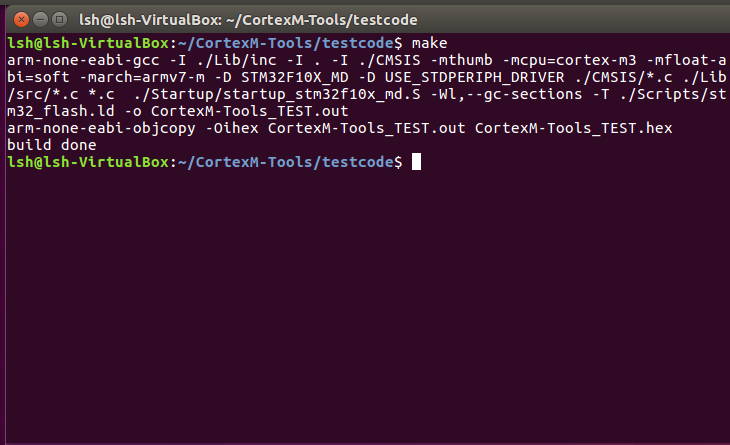 lsh@lsh-VirtualBox: ~/CortexM-Tools/testcode
lsh@lsh-VirtualBox:~/CortexM-Tools/testcode$ make
arm-none-eabi-gcc -I ./Lib/inc -I . -I ./CMSIS -mthumb -mcpu=cortex-m3 -mfloat-a
bi=soft -march=armv7-m -D STM32F10X_MD -D USE_STDPERIPH_DRIVER ./CMSIS/*.c ./Lib
/src/*.c *.c  ./Startup/startup_stm32f10x_md.S -Wl,--gc-sections -T ./Scripts/st
m32_flash.ld -o CortexM-Tools_TEST.out
arm-none-eabi-objcopy -Oihex CortexM-Tools_TEST.out CortexM-Tools_TEST.hex
build done
lsh@lsh-VirtualBox:~/CortexM-Tools/testcode$